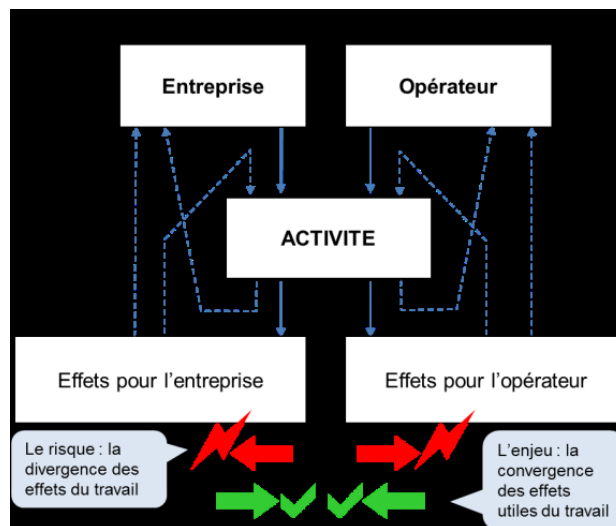 Entreprise
Opérateur
ACTIVITE
Effets pour l'entreprise
Effets pour l'opérateur
Le risque : la
divergence des
effets du travail
L'enjeu : la
convergence
des effets
utiles du travail